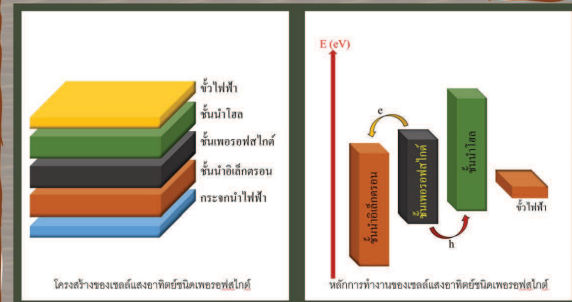 ขั้วไฟฟ้า
ชั้นนำโฮล
ชั้นเพอรอฟสไกต์
ชั้นนำอิเล็กตรอน
กระจกนำไฟฟ้า
โครงสร้างของเซลล์แสงอาทิตย์ชนิดเพอรอฟสไกต์
E (eV)
e
ชั้นนำอิเล็กตรอน
ชั้นเพอรอฟสไกต์
ชั้นนำโฮล
ขั้วไฟฟ้า
h
หลักการทำงานของเซลล์แสงอาทิตย์ชนิดเพอรอฟสไกต์